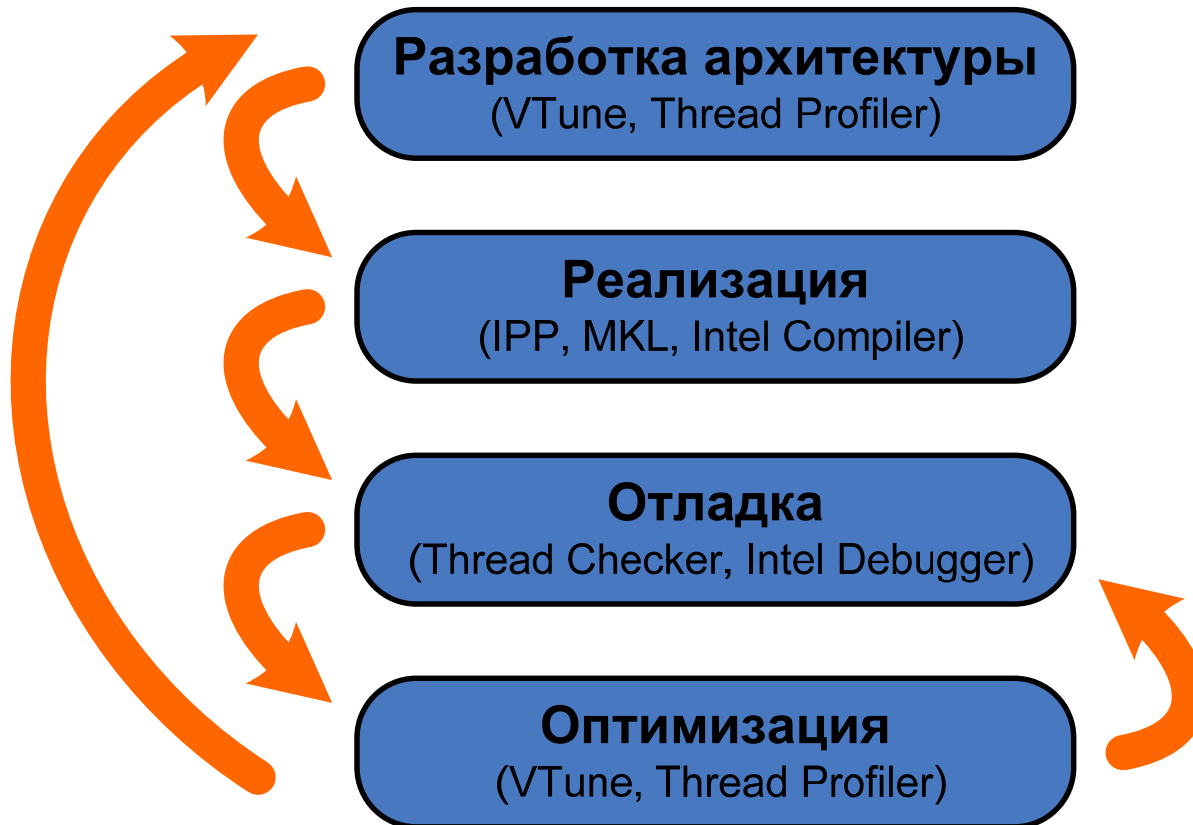 Разработка архитектуры
(VTune, Thread Profiler)
Реализация
(IPP, MKL, Intel Compiler)
Отладка
(Thread Checker, Intel Debugger)
Оптимизация
(VTune, Thread Profiler)